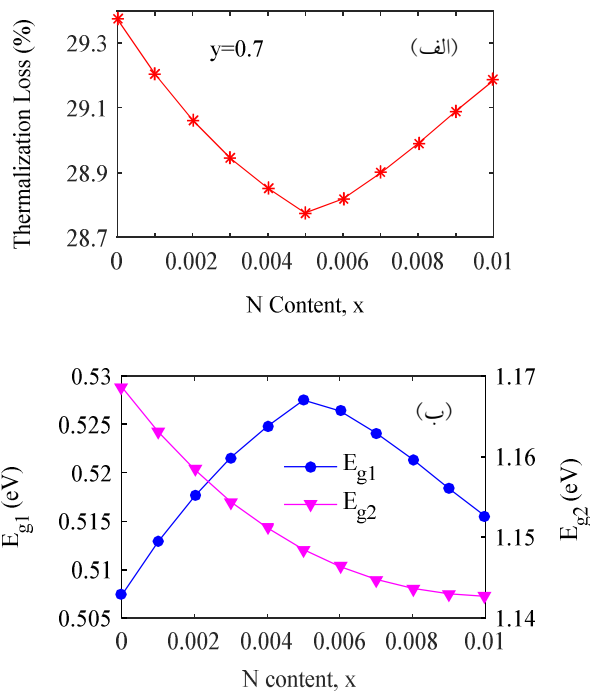 Thermalization Loss (%)
29.3
29.1
28.9
28.7
y=0.7
(الف)
0 0.002 0.004 0.006 0.008 0.01
N Content, x
E_g1 (eV)
0.53
0.525
0.52
0.515
0.51
0.505
(ب)
E_g1
E_g2
1.17
1.16
1.15
1.14
E_g2 (eV)
0 0.002 0.004 0.006 0.008 0.01
N content, x